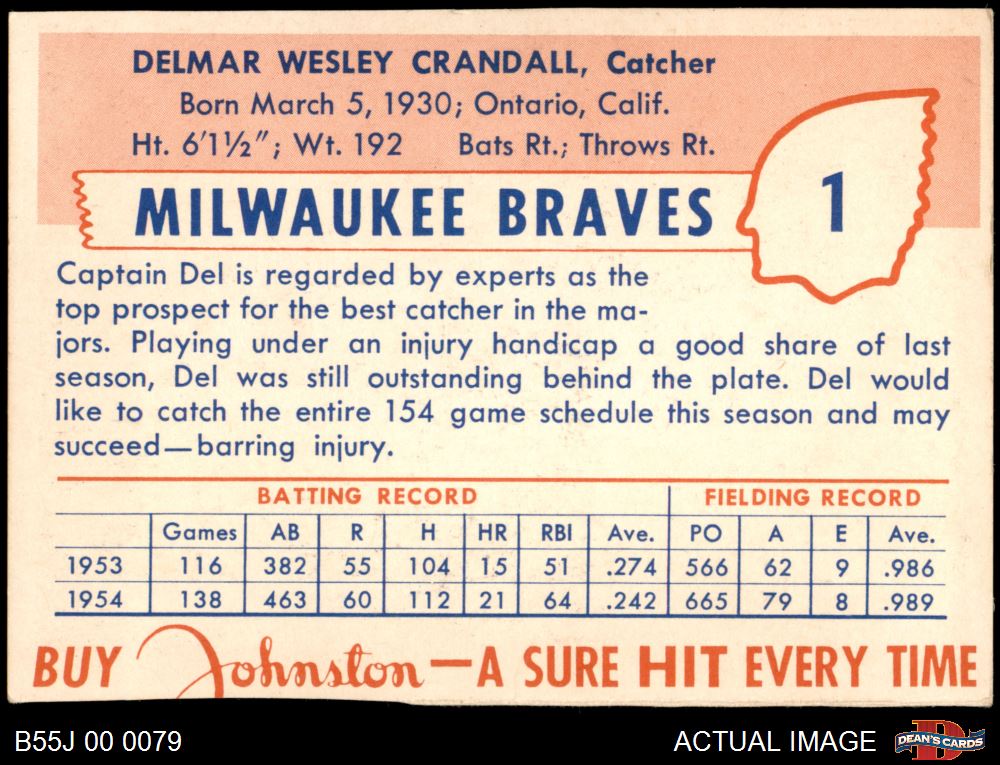 DELMAR WESLEY CRANDALL, Catcher
Born March 5, 1930; Ontario, Calif.
Ht. 6'1½"; Wt. 192 Bats Rt.; Throws Rt.
MILWAUKEE BRAVES
1
Captain Del is regarded by experts as the
top prospect for the best catcher in the ma-
jors. Playing under an injury handicap a good share of last
season, Del was still outstanding behind the plate. Del would
like to catch the entire 154 game schedule this season and may
succeed—barring injury.
BATTING RECORD FIELDING RECORD
Games AB R H HR RBI Ave. PO A E Ave.
1953 116 382 55 104 15 51 .274 566 62 9 .986
1954 138 463 60 112 21 64 .242 665 79 8 .989
BUY Johnston—A SURE HIT EVERY TIME
B55J 00 0079
ACTUAL IMAGE
DEAN'S CARDS